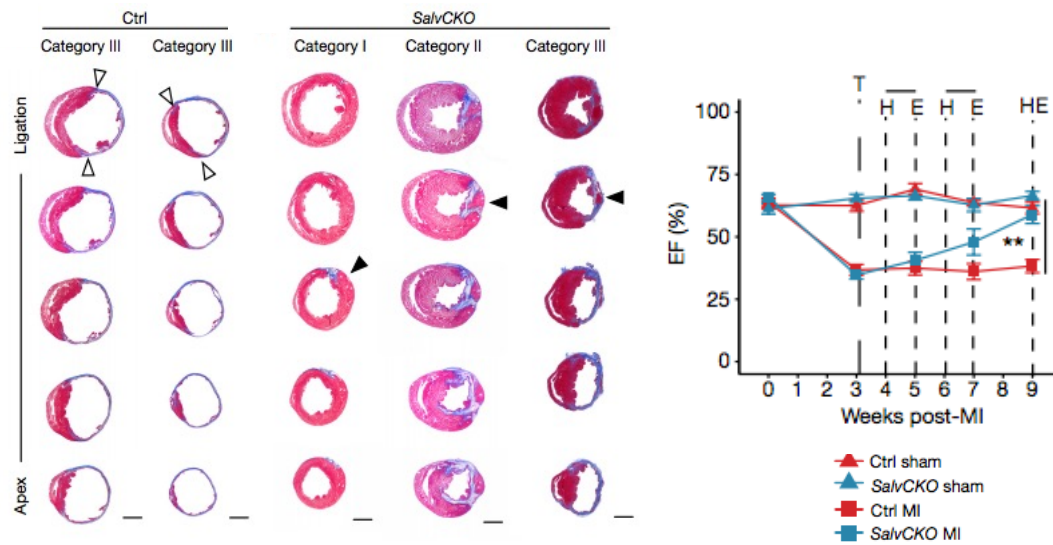 Ctrl
SalvCKO
Category III
Category III
Category I
Category II
Category III
Ligation
Apex
T
H E H E HE
100
75
50
25
0
EF (%)
**
0 1 2 3 4 5 6 7 8 9
Weeks post-MI
Ctrl sham
SalvCKO sham
Ctrl MI
SalvCKO MI